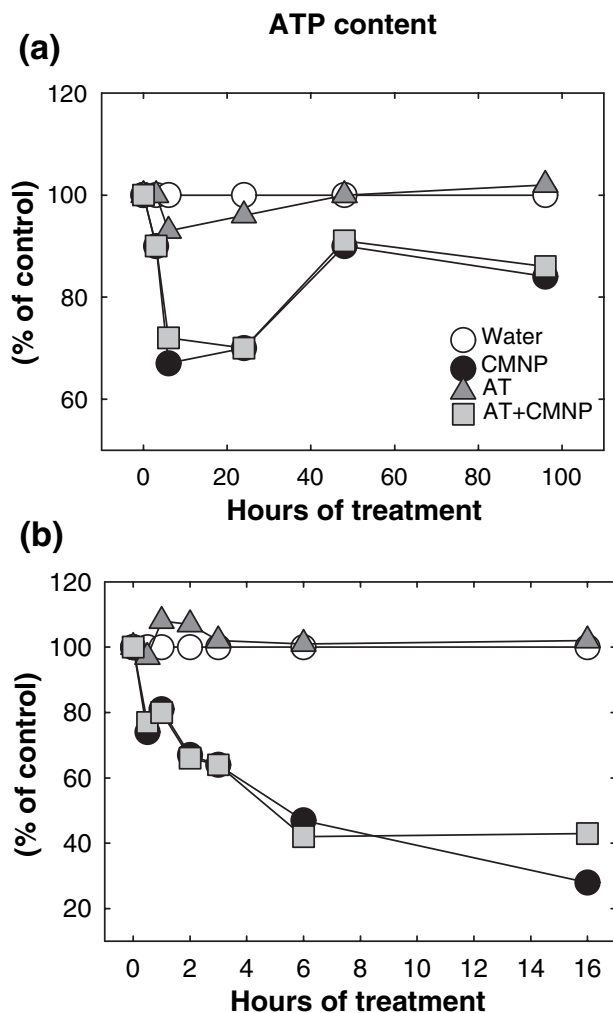 ATP content
(a)
120
100
80
60
(% of control)
Water
CMNP
AT
AT+CMNP
0 20 40 60 80 100
Hours of treatment
(b)
120
100
80
60
40
20
(% of control)
0 2 4 6 8 10 12 14 16
Hours of treatment